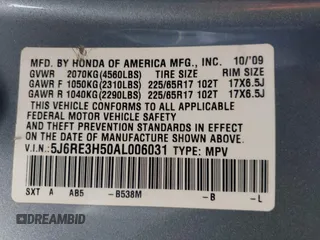 MFD. BY HONDA OF AMERICA MFG., INC. 10/'09
GVWR 2070KG(4560LBS) TIRE SIZE RIM SIZE
GAWR F 1050KG(2310LBS) 225/65R17 102T 17X6.5J
GAWR R 1040KG(2290LBS) 225/65R17 102T 17X6.5J
THIS VEHICLE CONFORMS TO ALL APPLICABLE
FEDERAL MOTOR VEHICLE SAFETY
STANDARDS IN EFFECT ON THE DATE OF
MANUFACTURE SHOWN ABOVE.
V.I.N.: 5J6RE3H50AL006031 TYPE: MPV
SXT A A85 -B538M -B -L
DREAMBID